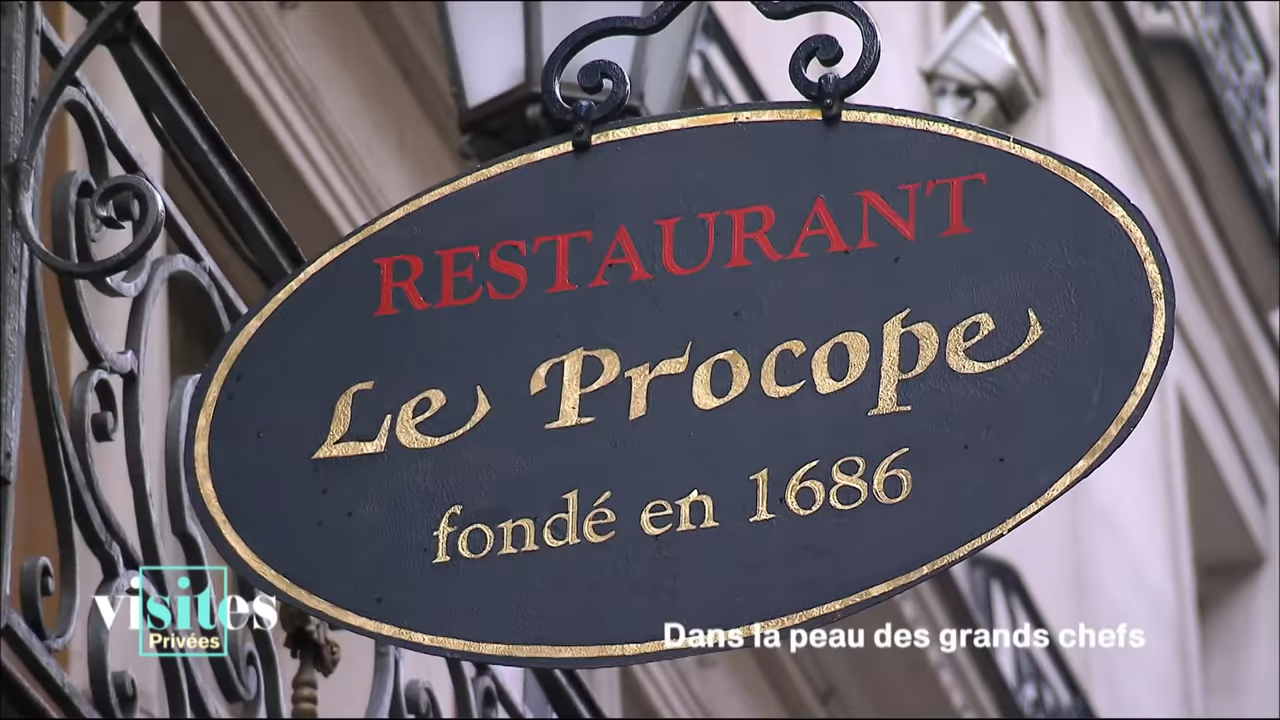 RESTAURANT
Le Procope
fondé en 1686
visites
Privées
Dans la peau des grands chefs